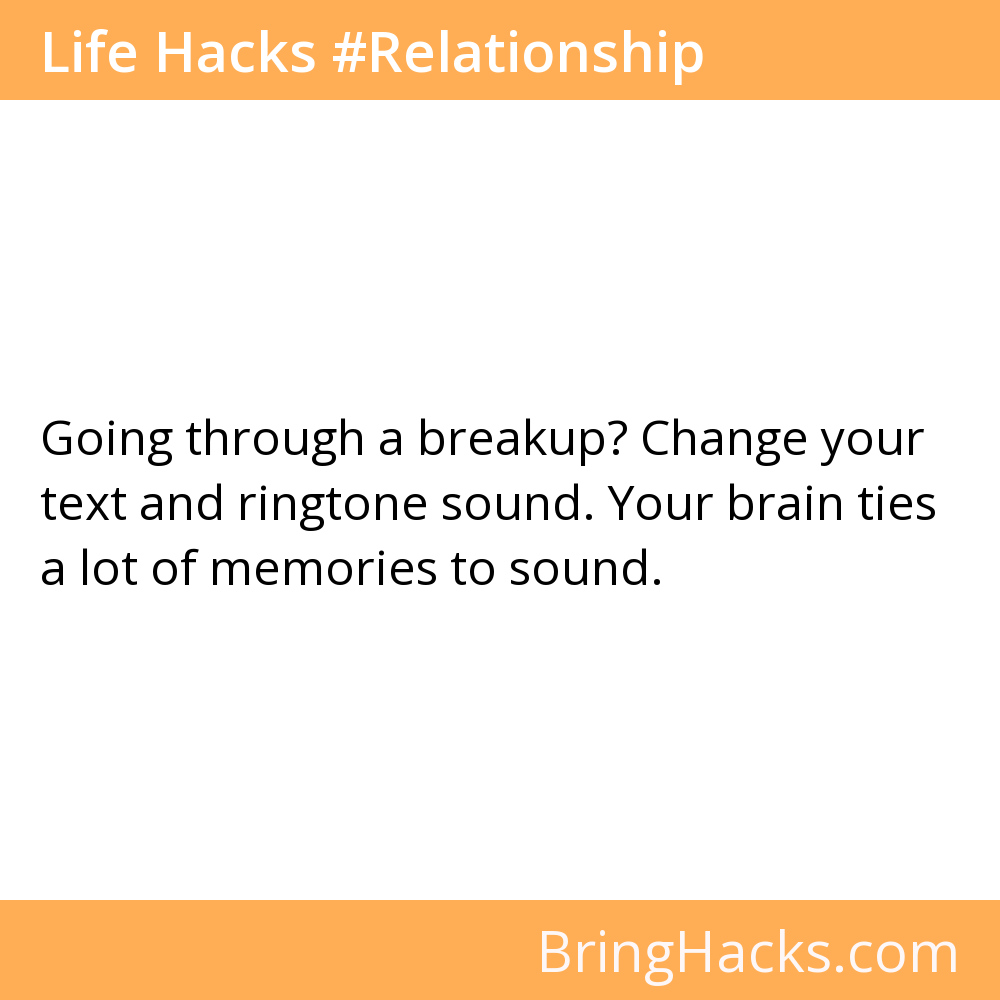 Life Hacks #Relationship
Going through a breakup? Change your
text and ringtone sound. Your brain ties
a lot of memories to sound.
BringHacks.com